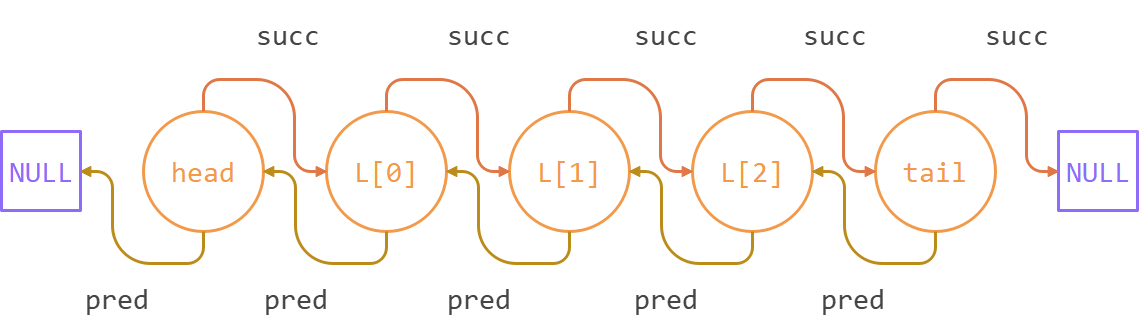 succ succ succ succ succ
NULL head L[0] L[1] L[2] tail NULL
pred pred pred pred pred